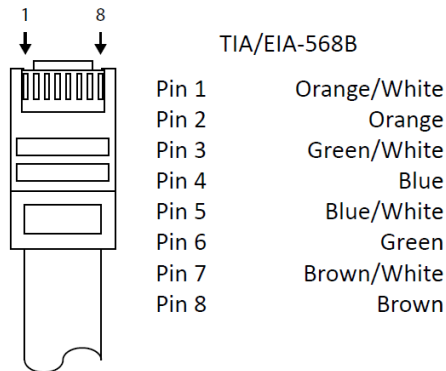 1 8
TIA/EIA-568B
Pin 1 Orange/White
Pin 2 Orange
Pin 3 Green/White
Pin 4 Blue
Pin 5 Blue/White
Pin 6 Green
Pin 7 Brown/White
Pin 8 Brown